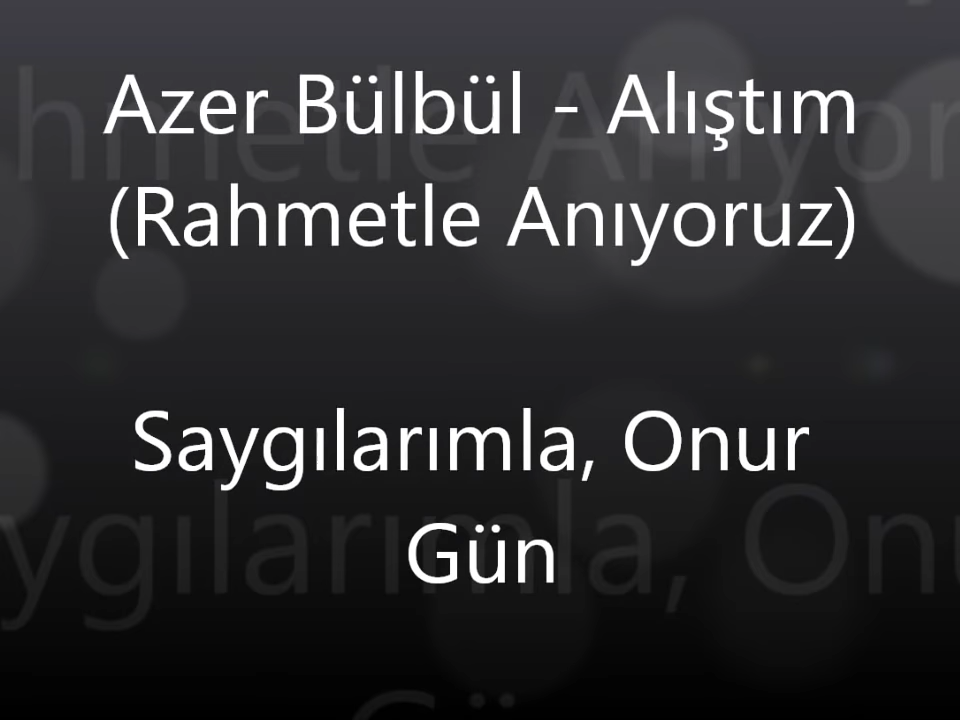 Azer Bülbül - Alıştım
(Rahmetle Anıyoruz)
Saygılarımla, Onur
Gün